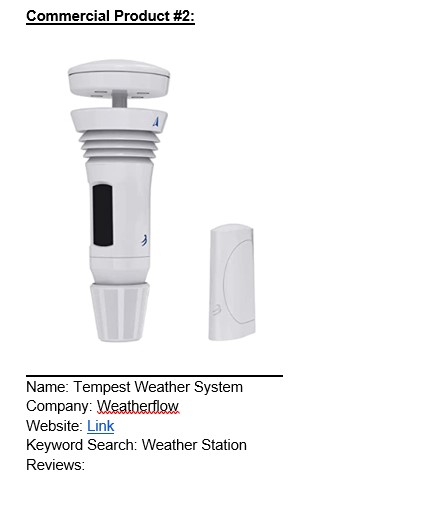 Commercial Product #2:
Name: Tempest Weather System
Company: Weatherflow
Website: Link
Keyword Search: Weather Station
Reviews: